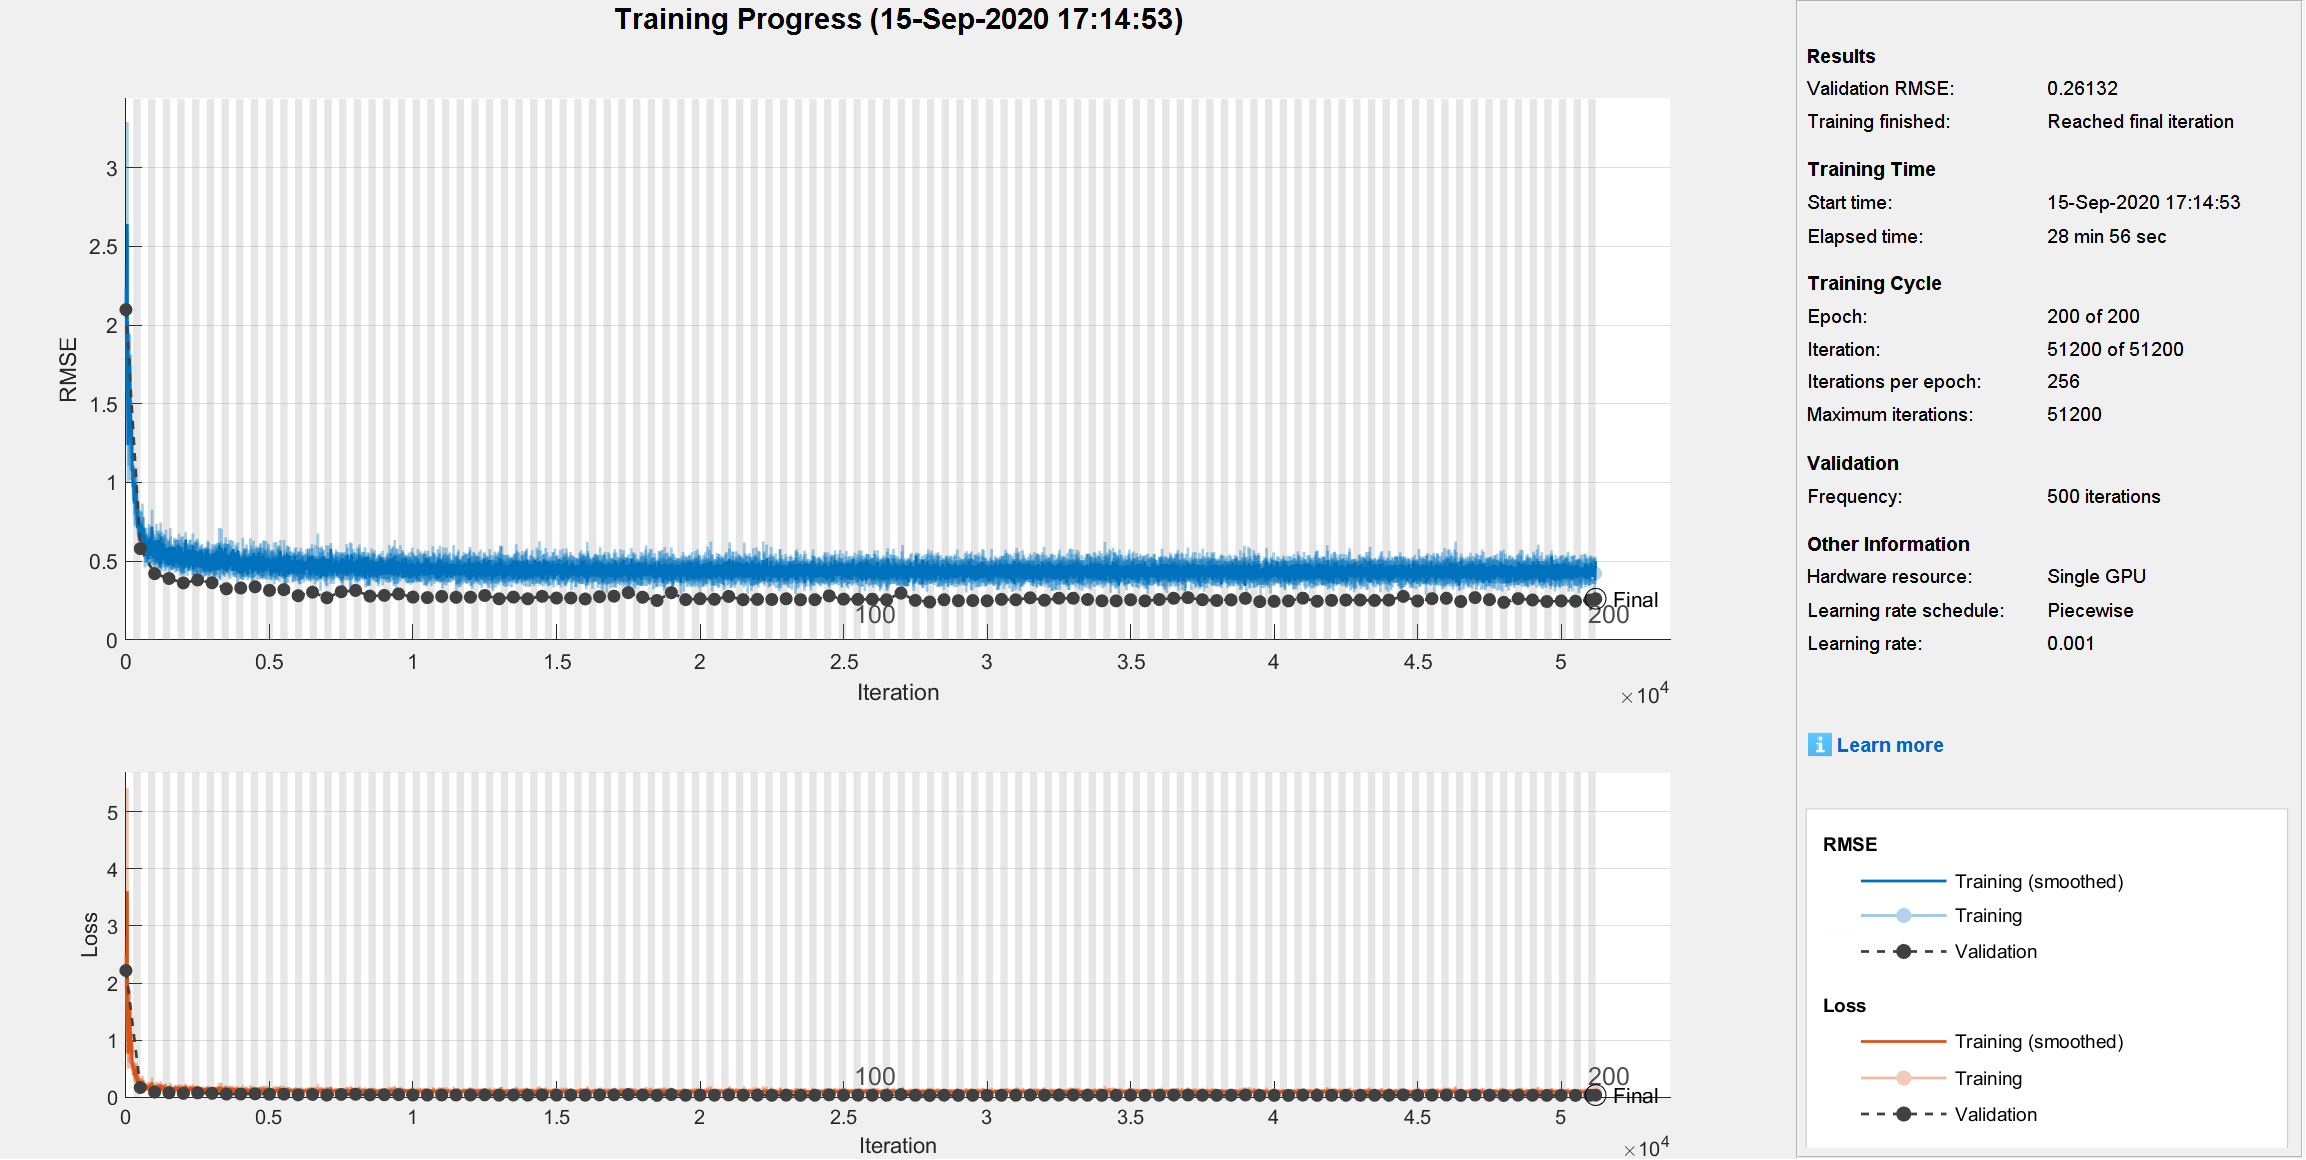 Training Progress (15-Sep-2020 17:14:53)
3
2.5
2
1.5
1
0.5
0
RMSE
100
200
Final
0
0.5
1
1.5
2
2.5
3
3.5
4
4.5
5
Iteration
×10⁴
5
4
3
2
1
0
Loss
100
200
Final
0
0.5
1
1.5
2
2.5
3
3.5
4
4.5
5
Iteration
×10⁴
Results
Validation RMSE: 0.26132
Training finished: Reached final iteration
Training Time
Start time: 15-Sep-2020 17:14:53
Elapsed time: 28 min 56 sec
Training Cycle
Epoch: 200 of 200
Iteration: 51200 of 51200
Iterations per epoch: 256
Maximum iterations: 51200
Validation
Frequency: 500 iterations
Other Information
Hardware resource: Single GPU
Learning rate schedule: Piecewise
Learning rate: 0.001
i Learn more
RMSE
Training (smoothed)
Training
Validation
Loss
Training (smoothed)
Training
Validation